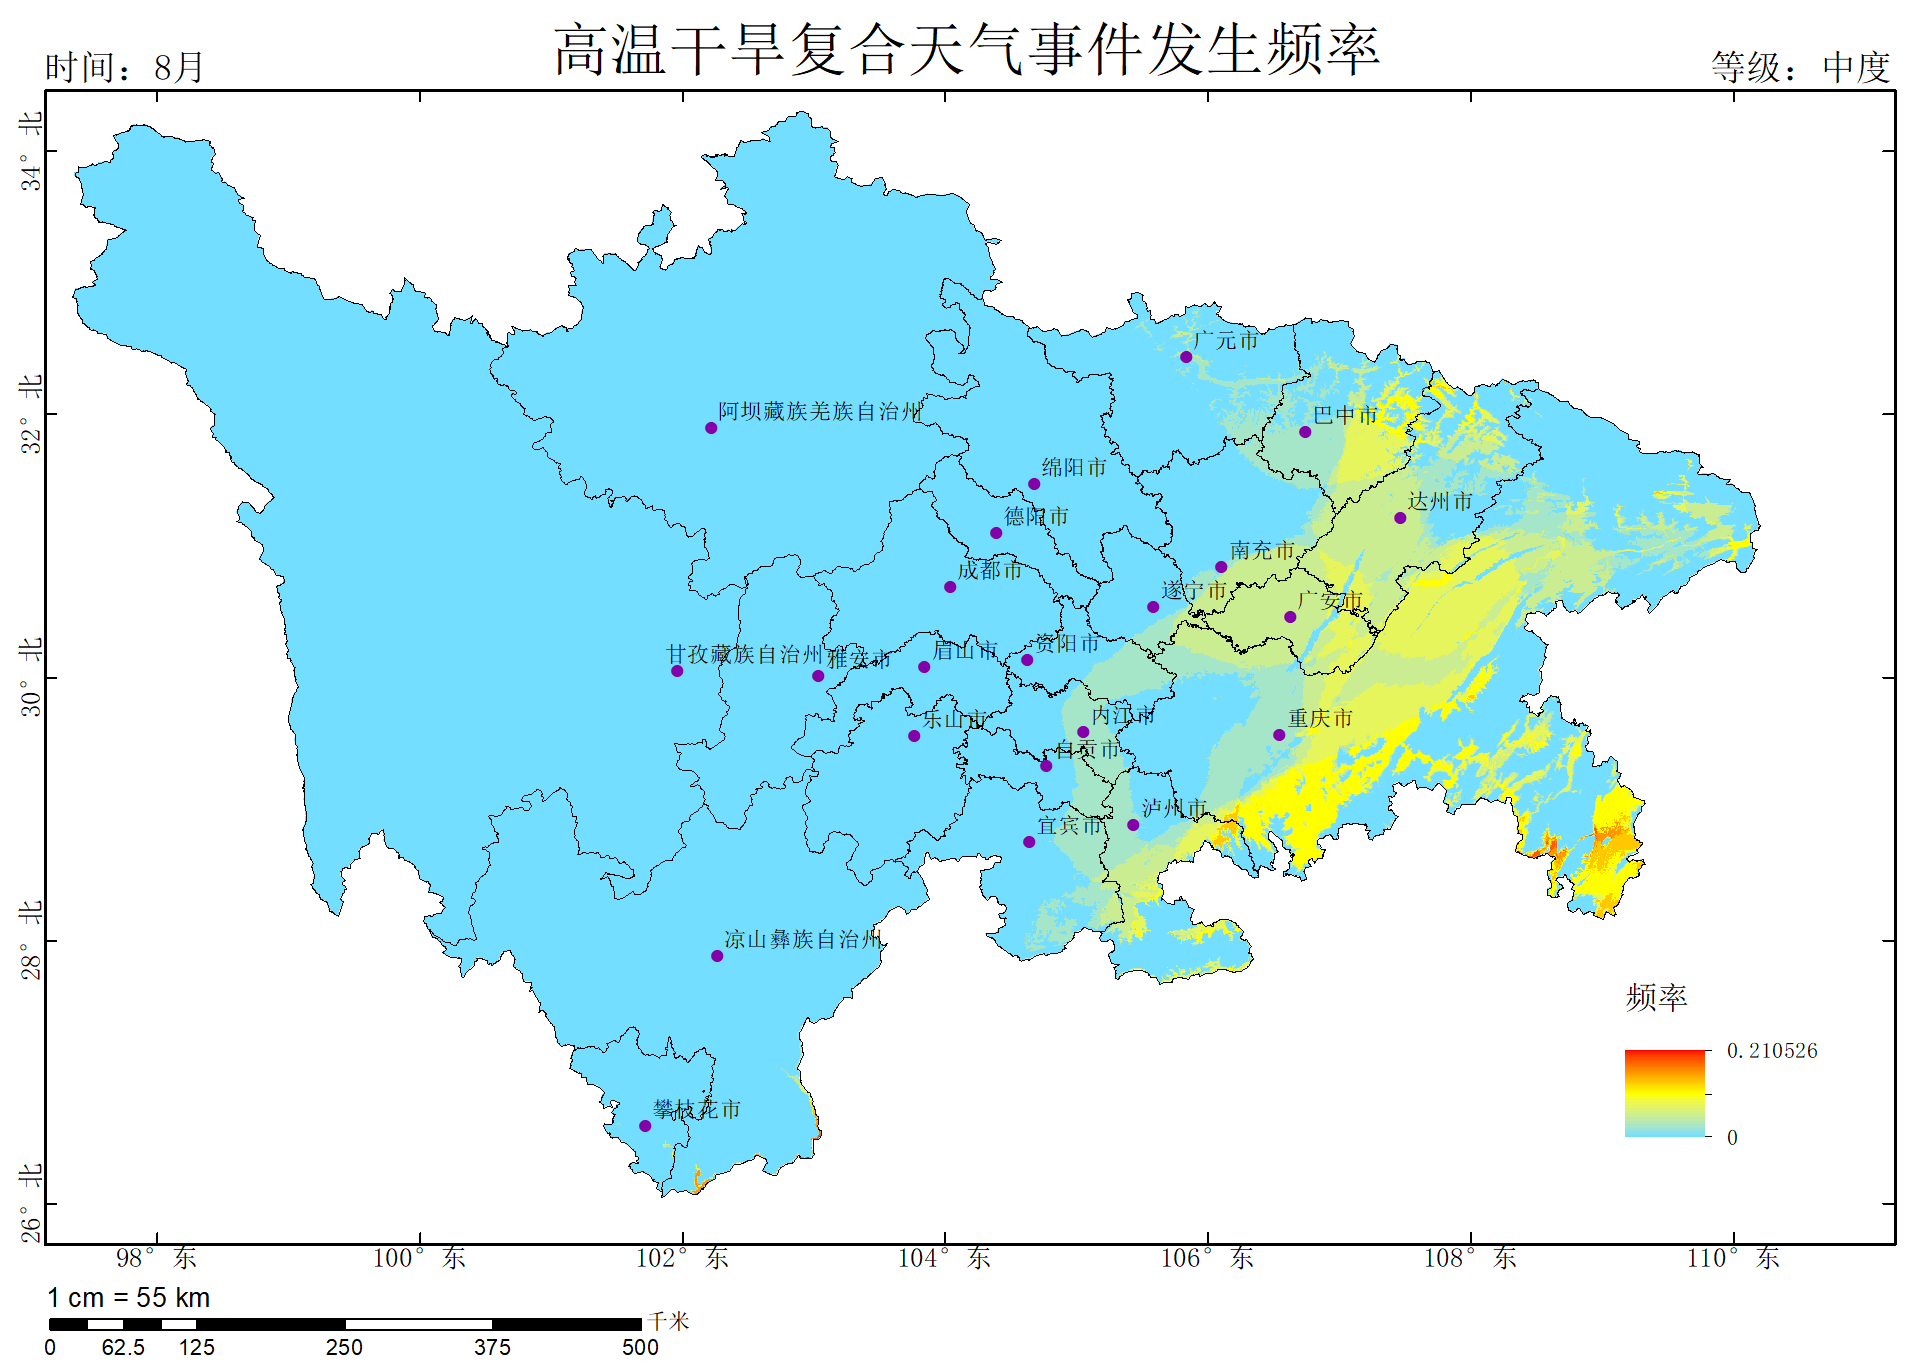 高温干旱复合天气事件发生频率
时间：8月
等级：中度
34°北
32°北
30°北
28°北
26°北
广元市
阿坝藏族羌族自治州
巴中市
绵阳市
达州市
德阳市
南充市
成都市
遂宁市
广安市
资阳市
眉山市
甘孜藏族自治州
雅安市
内江市
乐山市
重庆市
自贡市
泸州市
宜宾市
凉山彝族自治州
攀枝花市
频率
0.210526
0
98°东
100°东
102°东
104°东
106°东
108°东
110°东
1 cm = 55 km
千米
0 62.5 125 250 375 500